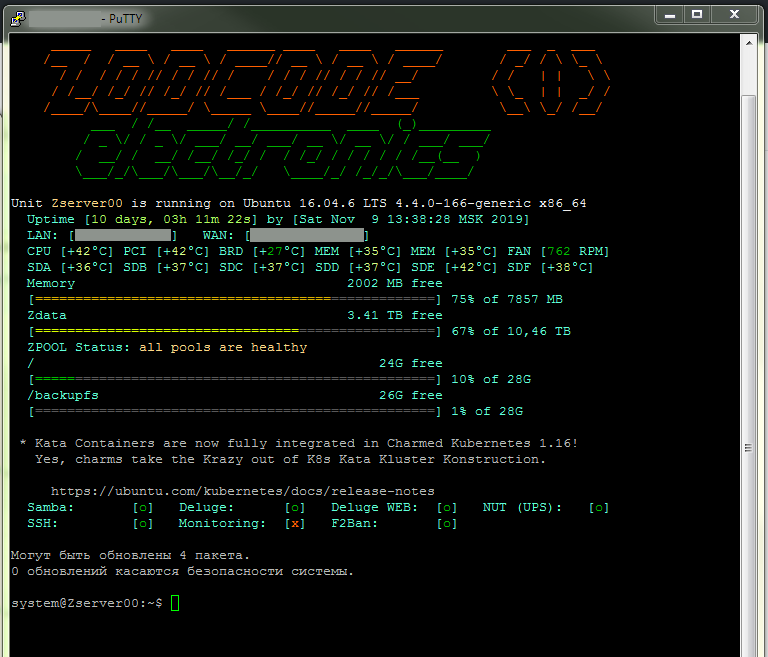 - PuTTY
ZOOCODE
electronics
Unit Zserver00 is running on Ubuntu 16.04.6 LTS 4.4.0-166-generic x86_64
Uptime [10 days, 03h 11m 22s] by [Sat Nov  9 13:38:28 MSK 2019]
LAN: [ ]   WAN: [ ]
CPU [+42°C] PCI [+42°C] BRD [+27°C] MEM [+35°C] MEM [+35°C] FAN [762 RPM]
SDA [+36°C] SDB [+37°C] SDC [+37°C] SDD [+37°C] SDE [+42°C] SDF [+38°C]
Memory 2002 MB free
[==================================================] 75% of 7857 MB
Zdata 3.41 TB free
[==================================================] 67% of 10,46 TB
ZPOOL Status: all pools are healthy
/ 24G free
[==================================================] 10% of 28G
/backupfs 26G free
[==================================================] 1% of 28G
* Kata Containers are now fully integrated in Charmed Kubernetes 1.16!
Yes, charms take the Krazy out of K8s Kata Kluster Konstruction.
https://ubuntu.com/kubernetes/docs/release-notes
Samba: [o] Deluge: [o] Deluge WEB: [o] NUT (UPS): [o]
SSH: [o] Monitoring: [x] F2Ban: [o]
Могут быть обновлены 4 пакета.
0 обновлений касаются безопасности системы.
system@Zserver00:~$